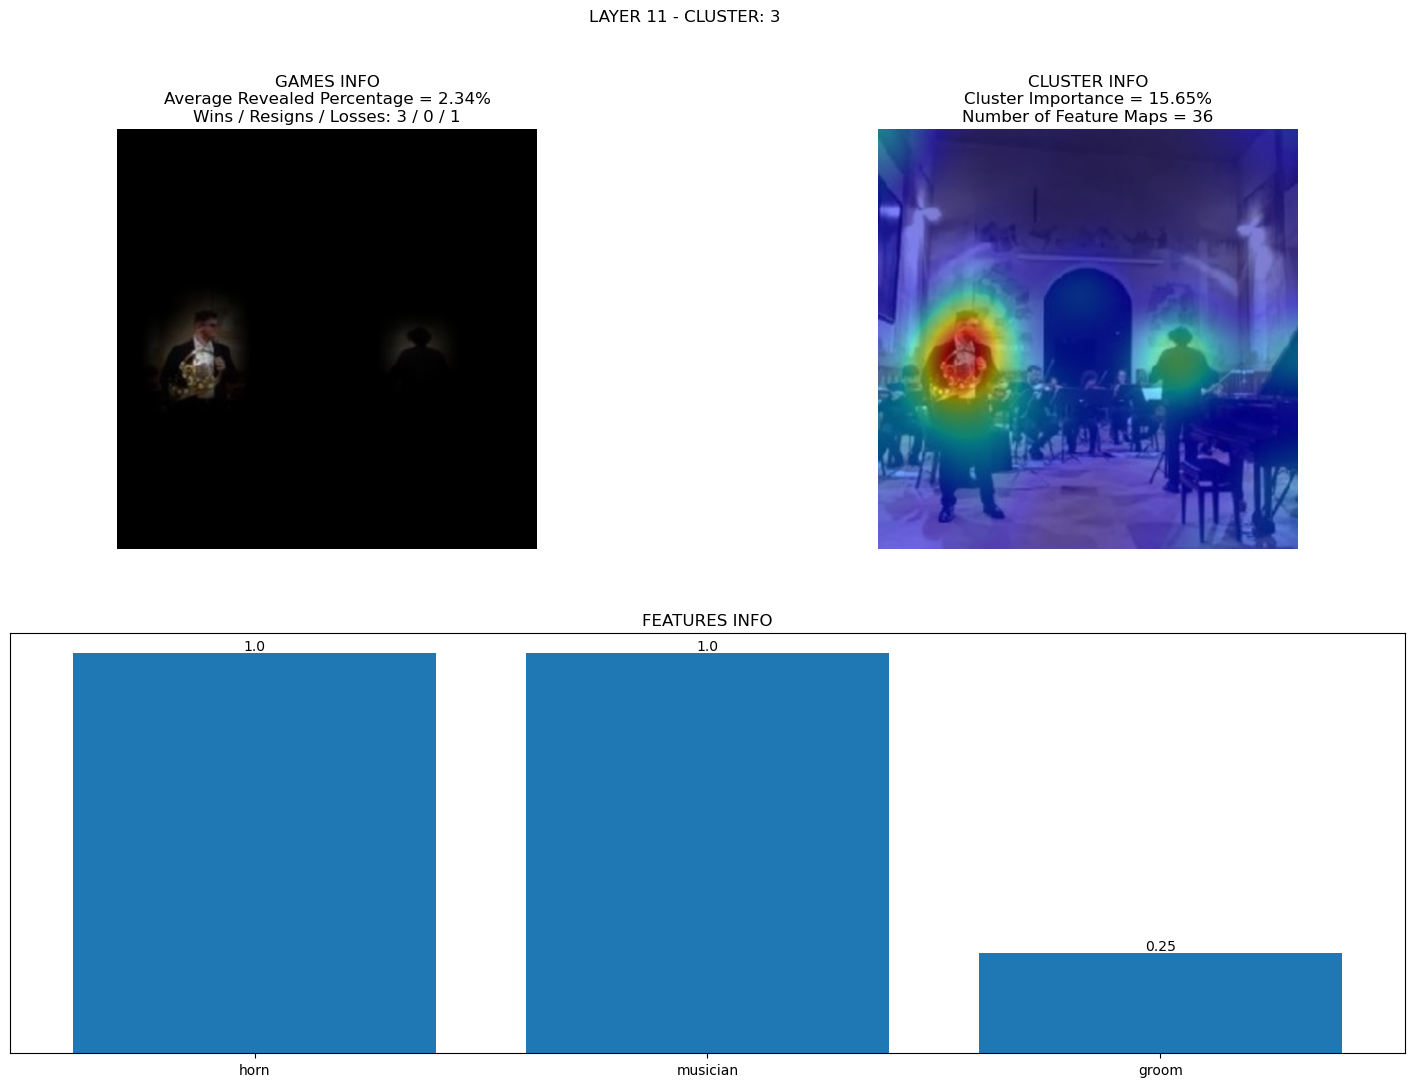 LAYER 11 - CLUSTER: 3
GAMES INFO
Average Revealed Percentage = 2.34%
Wins / Resigns / Losses: 3 / 0 / 1
CLUSTER INFO
Cluster Importance = 15.65%
Number of Feature Maps = 36
FEATURES INFO
1.0
1.0
0.25
horn
musician
groom